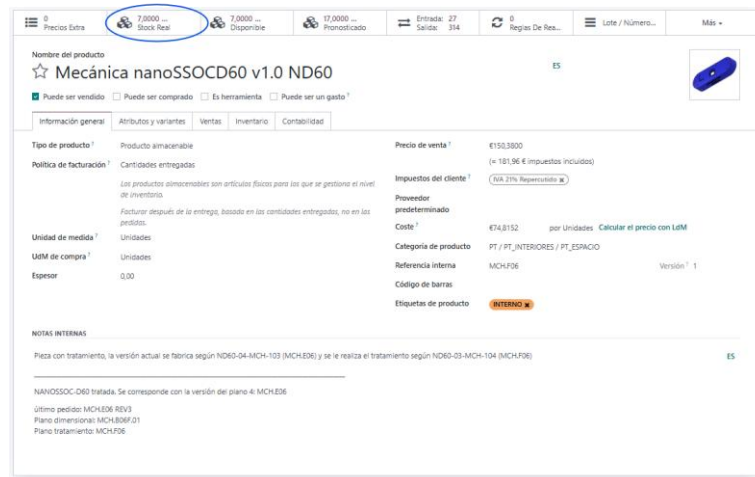 0 Precios Extra
7,0000 ... Stock Real
7,0000 ... Disponible
17,0000 ... Pronosticado
Entrada: 27
Salida: 314
0 Reglas De Rea...
Lote / Número...
Más
Nombre del producto
Mecánica nanoSSOCD60 v1.0 ND60
ES
Puede ser vendido Puede ser comprado Es herramienta Puede ser un gasto ?
Información general Atributos y variantes Ventas Inventario Contabilidad
Tipo de producto ? Producto almacenable
Política de facturación ? Cantidades entregadas
Los productos almacenables son artículos físicos para los que se gestiona el nivel
de inventario.
Facturar después de la entrega, basado en las cantidades entregadas, no en las
pedidas.
Unidad de medida ? Unidades
UdM de compra ? Unidades
Espesor 0,00
Precio de venta ? €150,3800
(= 181,96 € impuestos incluidos)
Impuestos del cliente ? IVA 21% Repercutido x
Proveedor
predeterminado
Coste ? €74,8152 por Unidades Calcular el precio con LdM
Categoría de producto PT / PT_INTERIORES / PT_ESPACIO
Referencia interna MCH.F06 Versión ? 1
Código de barras
Etiquetas de producto INTERNO x
NOTAS INTERNAS
Pieza con tratamiento, la versión actual se fabrica según ND60-04-MCH-103 (MCH.E06) y se le realiza el tratamiento según ND60-03-MCH-104 (MCH.F06) ES
NANOSSOC-D60 tratada. Se corresponde con la versión del plano 4: MCH.E06
último pedido: MCH.E06 REV3
Plano dimensional: MCH.B06F.01
Plano tratamiento: MCH.F06